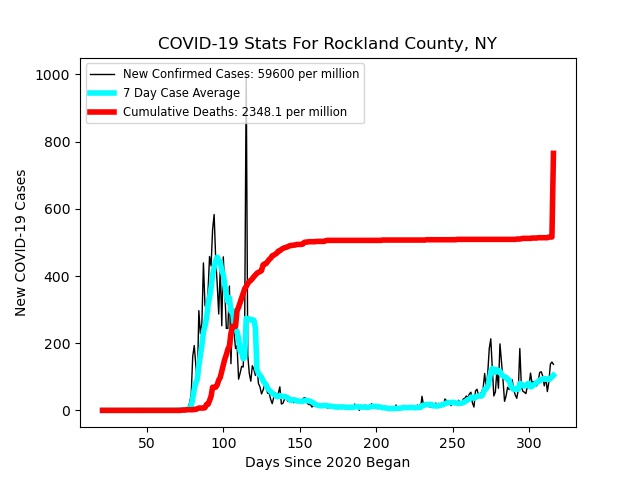 COVID-19 Stats For Rockland County, NY
New Confirmed Cases: 59600 per million
7 Day Case Average
Cumulative Deaths: 2348.1 per million
New COVID-19 Cases
1000
800
600
400
200
0
50 100 150 200 250 300
Days Since 2020 Began